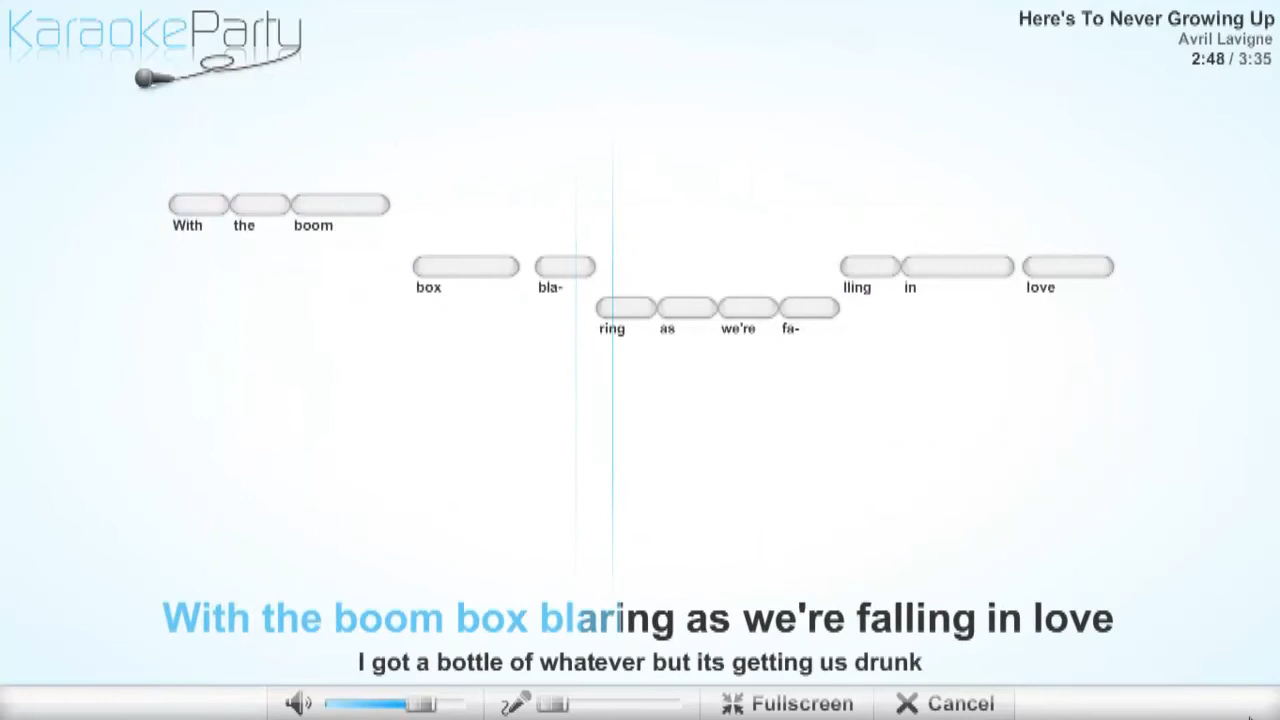 KaraokeParty
Here's To Never Growing Up
Avril Lavigne
2:48 / 3:35
With the boom
box bla- lling in love
ring as we're fa-
With the boom box blaring as we're falling in love
I got a bottle of whatever but its getting us drunk
Fullscreen Cancel